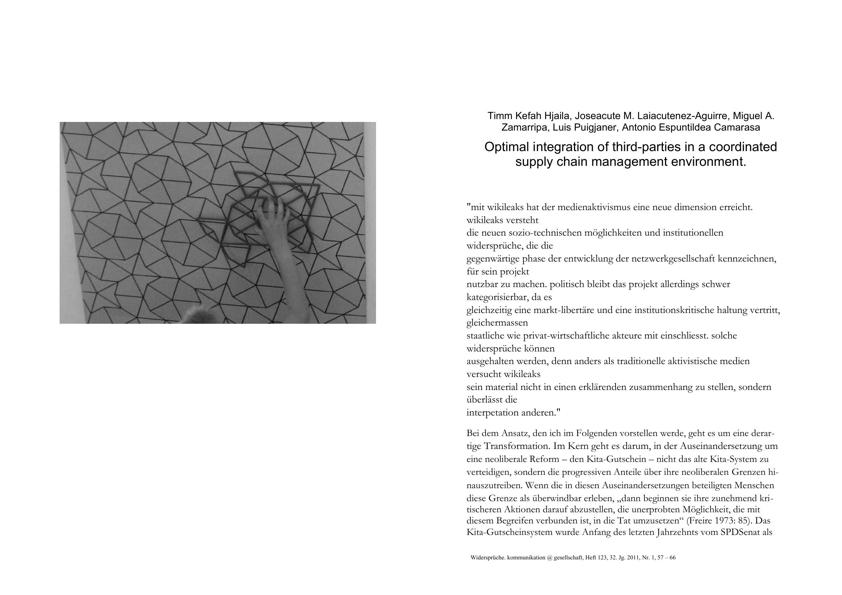 Timm Kefah Hjaila, Joseacute M. Laiacutenez-Aguirre, Miguel A.
Zamarripa, Luis Puigjaner, Antonio Espuntildea Camarasa
Optimal integration of third-parties in a coordinated
supply chain management environment.
"mit wikileaks hat der medienaktivismus eine neue dimension erreicht.
wikileaks versteht
die neuen sozio-technischen möglichkeiten und institutionellen
widersprüche, die die
gegenwärtige phase der entwicklung der netzwerkgesellschaft kennzeichnen,
für sein projekt
nutzbar zu machen. politisch bleibt das projekt allerdings schwer
kategorisierbar, da es
gleichzeitig eine markt-libertäre und eine institutionskritische haltung vertritt,
gleichermassen
staatliche wie privat-wirtschaftliche akteure mit einschliesst. solche
widersprüche können
ausgehalten werden, denn anders als traditionelle aktivistische medien
versucht wikileaks
sein material nicht in einen erklärenden zusammenhang zu stellen, sondern
überlässt die
interpetation anderen."
Bei dem Ansatz, den ich im Folgenden vorstellen werde, geht es um eine derar-
tige Transformation. Im Kern geht es darum, in der Auseinandersetzung um
eine neoliberale Reform – den Kita-Gutschein – nicht das alte Kita-System zu
verteidigen, sondern die progressiven Anteile über ihre neoliberalen Grenzen hi-
nauszutreiben. Wenn die in diesen Auseinandersetzungen beteiligten Menschen
diese Grenze als überwindbar erleben, „dann beginnen sie ihre zunehmend kri-
tischeren Aktionen darauf abzustellen, die unerprobten Möglichkeit, die mit
diesem Begreifen verbunden ist, in die Tat umzusetzen“ (Freire 1973: 85). Das
Kita-Gutscheinsystem wurde Anfang des letzten Jahrzehnts vom SPDSenat als
Widersprüche. kommunikation @ gesellschaft, Heft 123, 32. Jg. 2011, Nr. 1, 57 – 66